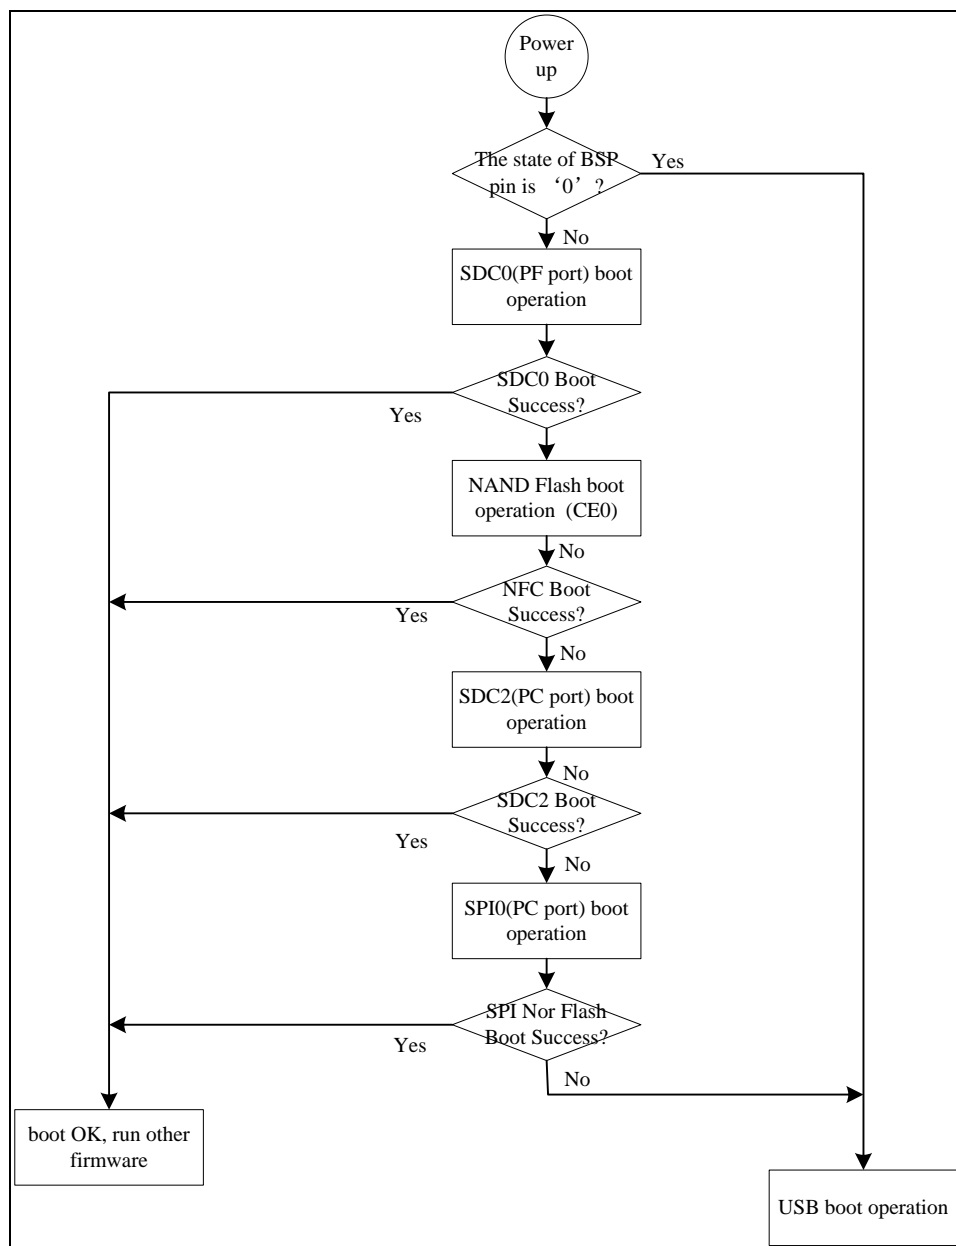 Power
up
The state of BSP
pin is ‘0’ ?
Yes
No
SDC0(PF port) boot
operation
SDC0 Boot
Success?
Yes
NAND Flash boot
operation (CE0)
No
NFC Boot
Success?
Yes
No
SDC2(PC port) boot
operation
No
SDC2 Boot
Success?
Yes
No
SPI0(PC port) boot
operation
SPI Nor Flash
Boot Success?
Yes
No
boot OK, run other
firmware
USB boot operation